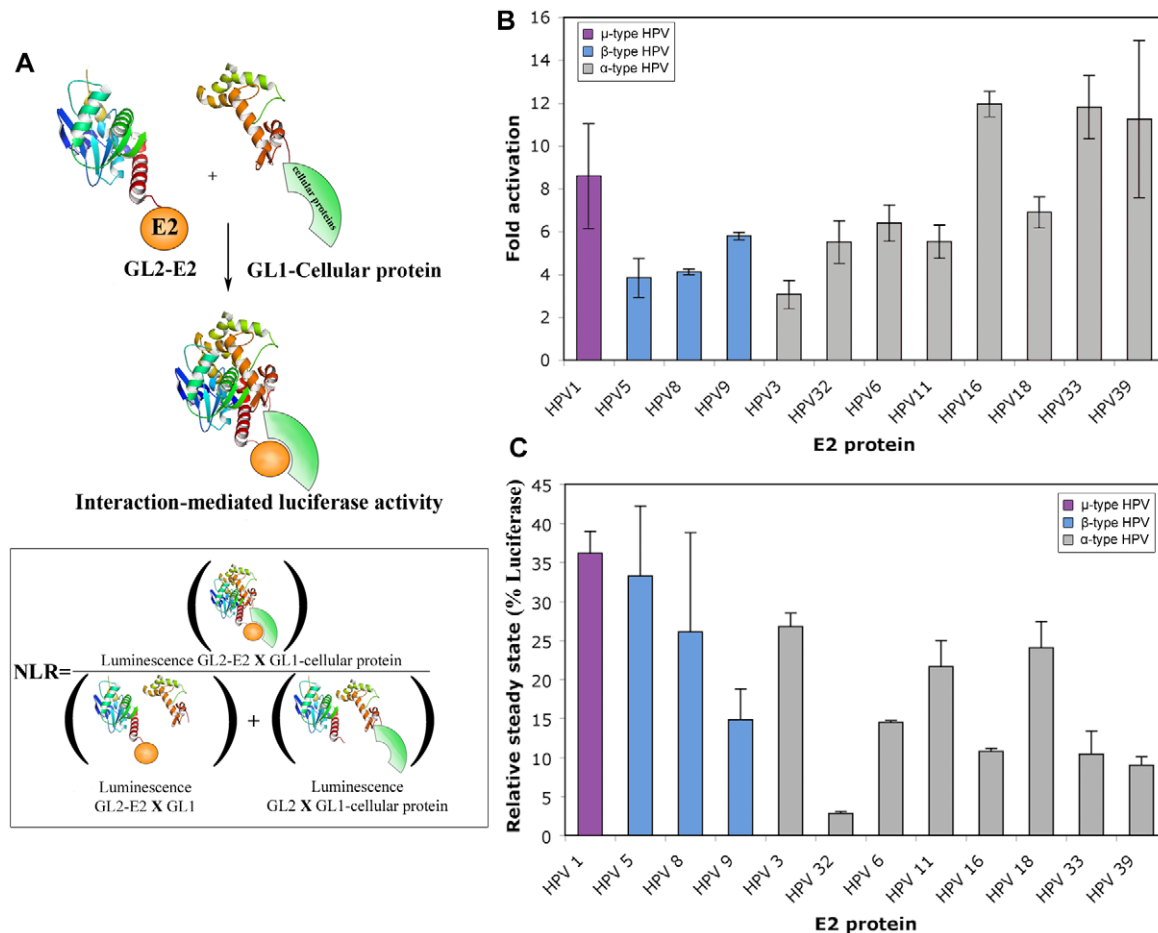 A
E2
cellular proteins
+
GL2-E2
GL1-Cellular protein
Interaction-mediated luciferase activity
NLR=
Luminescence GL2-E2 X GL1-cellular protein
+
Luminescence
GL2-E2 X GL1
Luminescence
GL2 X GL1-cellular protein
B
μ-type HPV
β-type HPV
α-type HPV
Fold activation
16
14
12
10
8
6
4
2
0
HPV1
HPV5
HPV8
HPV9
HPV3
HPV32
HPV6
HPV11
HPV16
HPV18
HPV33
HPV39
E2 protein
C
μ-type HPV
β-type HPV
α-type HPV
Relative steady state (% Luciferase)
45
40
35
30
25
20
15
10
5
0
HPV 1
HPV 5
HPV 8
HPV 9
HPV 3
HPV 32
HPV 6
HPV 11
HPV 16
HPV 18
HPV 33
HPV 39
E2 protein